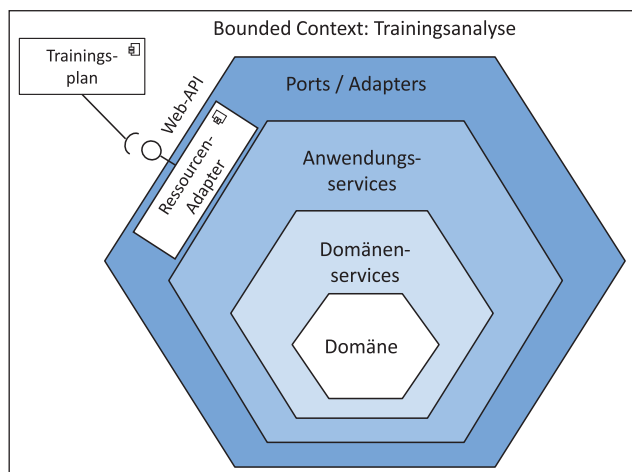 Bounded Context: Trainingsanalyse
Trainings-
plan
Web-API
Ressourcen-
Adapter
Ports / Adapters
Anwendungs-
services
Domänen-
services
Domäne